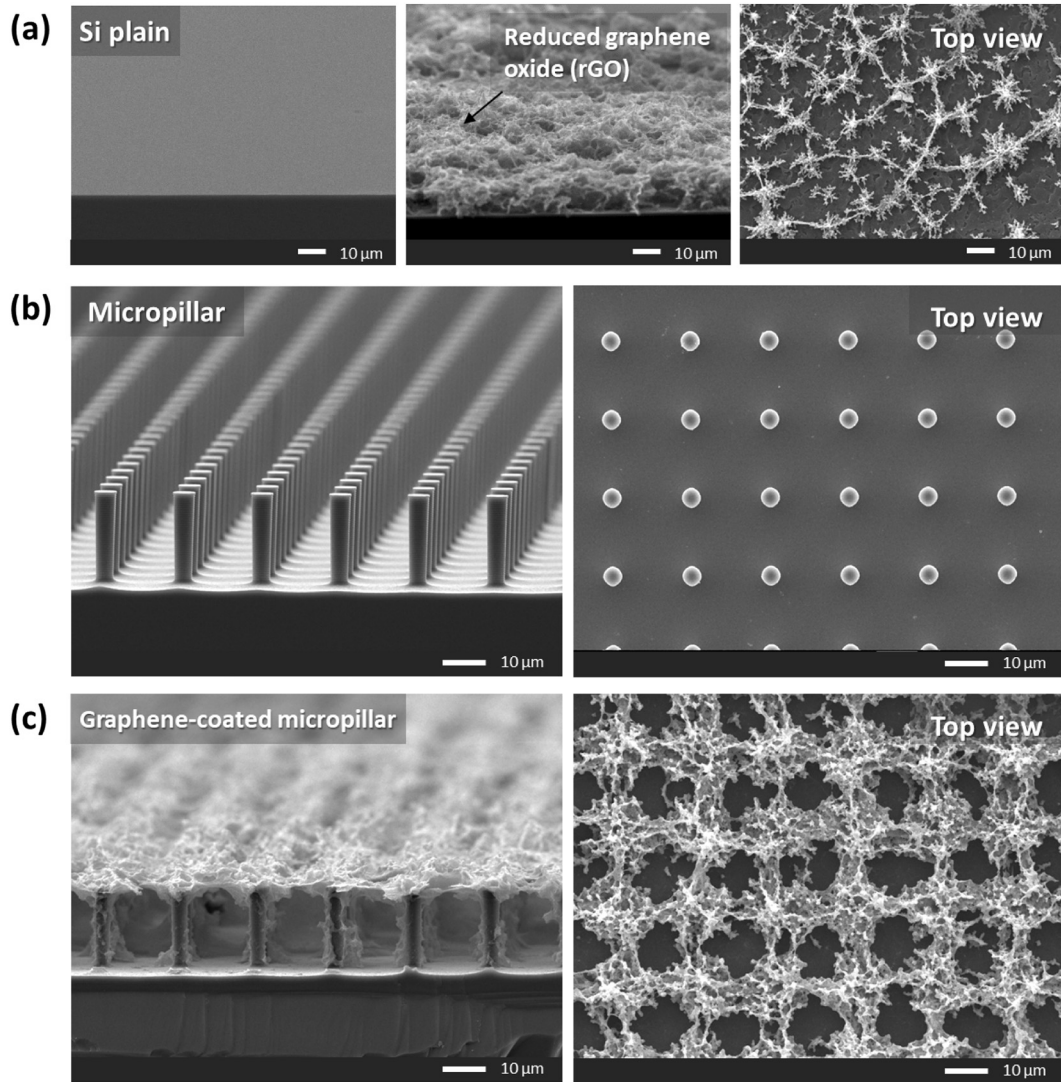 (a)
Si plain
Reduced graphene
oxide (rGO)
Top view
10 μm
10 μm
10 μm
(b)
Micropillar
Top view
10 μm
10 μm
(c)
Graphene-coated micropillar
Top view
10 μm
10 μm